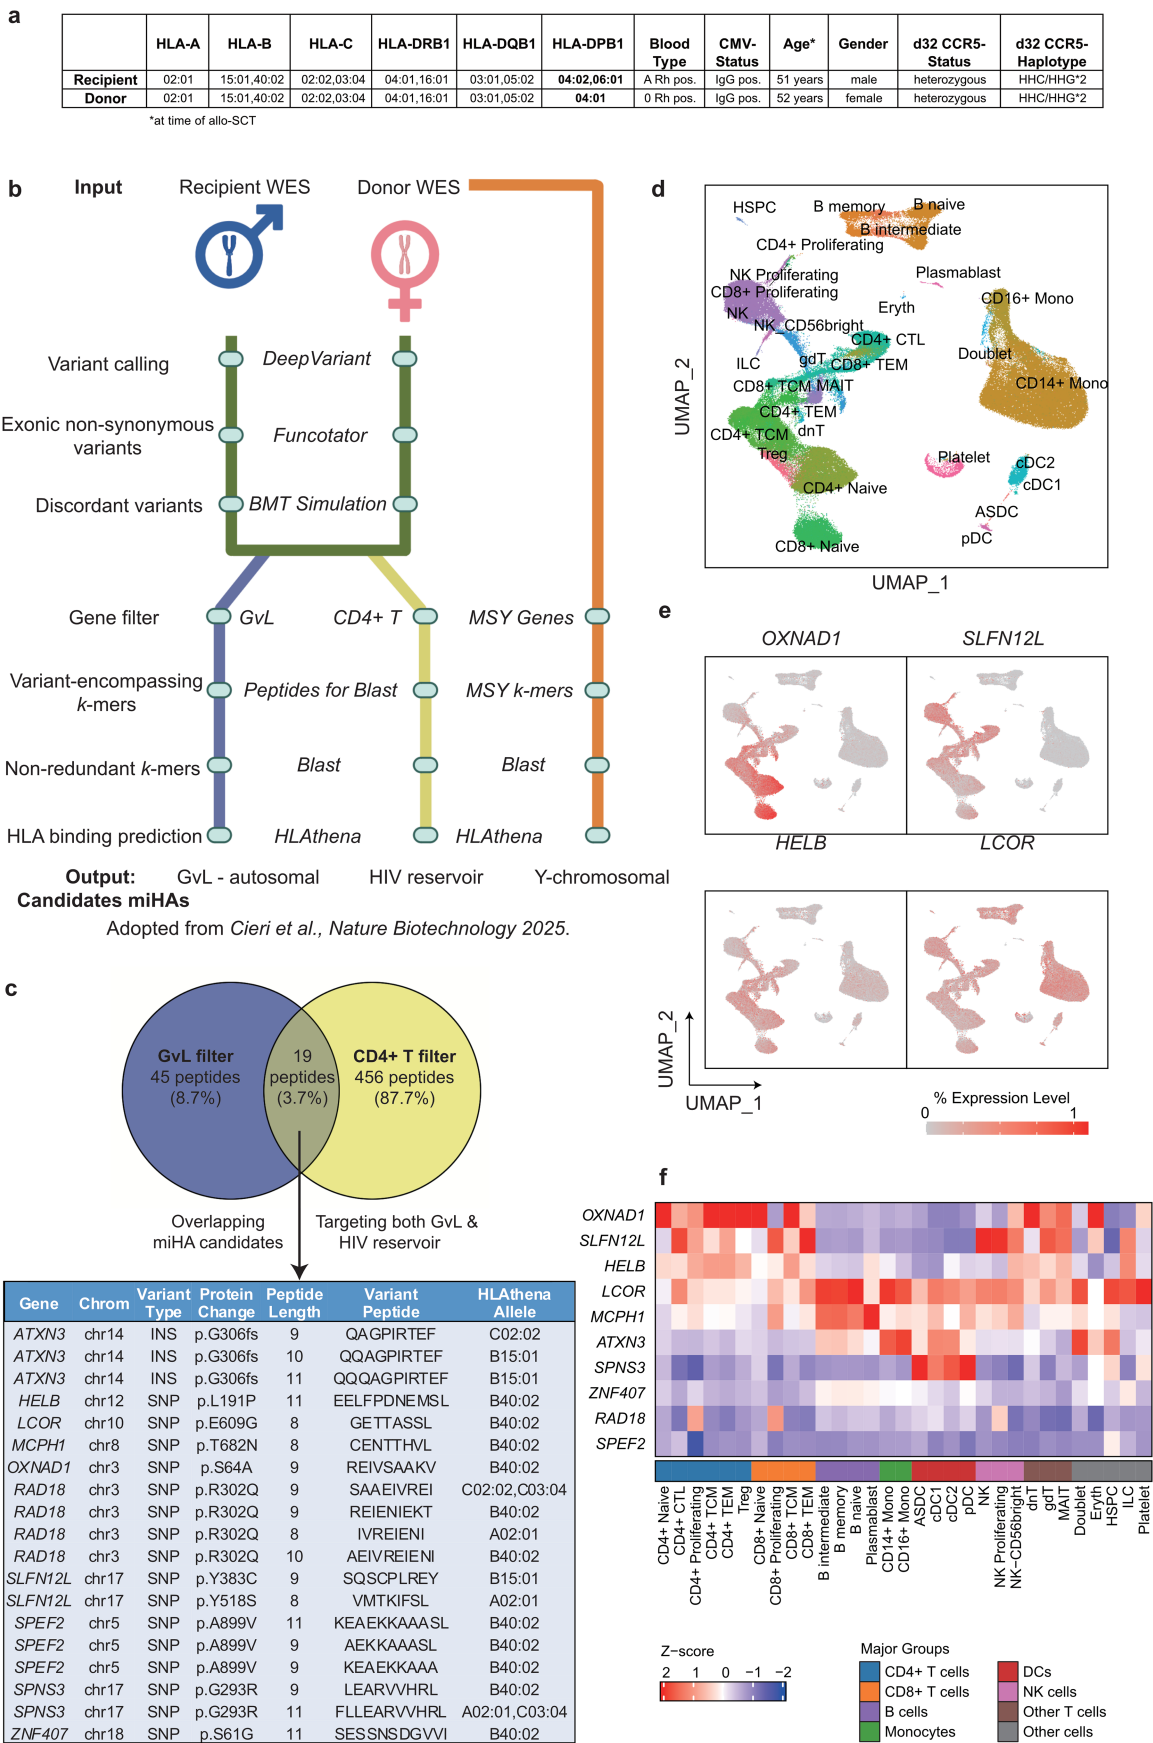 a
HLA-A HLA-B HLA-C HLA-DRB1 HLA-DQB1 HLA-DPB1 Blood Type CMV-Status Age* Gender d32 CCR5-Status d32 CCR5-Haplotype
Recipient 02:01 15:01,40:02 02:02,03:04 04:01,16:01 03:01,05:02 04:02,06:01 A Rh pos. IgG pos. 51 years male heterozygous HHC/HHG*2
Donor 02:01 15:01,40:02 02:02,03:04 04:01,16:01 03:01,05:02 04:01 0 Rh pos. IgG pos. 52 years female heterozygous HHC/HHG*2
*at time of allo-SCT
b
Input Recipient WES Donor WES
Variant calling DeepVariant
Exonic non-synonymous variants Funcotator
Discordant variants BMT Simulation
Gene filter GvL CD4+ T MSY Genes
Variant-encompassing k-mers Peptides for Blast MSY k-mers
Non-redundant k-mers Blast Blast
HLA binding prediction HLAthena HLAthena
Output: GvL - autosomal HIV reservoir Y-chromosomal
Candidates miHAs
Adopted from Cieri et al., Nature Biotechnology 2025.
c
GvL filter
45 peptides
(8.7%)
19
peptides
(3.7%)
CD4+ T filter
456 peptides
(87.7%)
Overlapping
miHA candidates
Targeting both GvL &
HIV reservoir
Gene Chrom Variant Type Protein Change Peptide Length Variant Peptide HLAthena Allele
ATXN3 chr14 INS p.G306fs 9 QAGPIRTEF C02:02
ATXN3 chr14 INS p.G306fs 10 QQAGPIRTEF B15:01
ATXN3 chr14 INS p.G306fs 11 QQQAGPIRTEF B15:01
HELB chr12 SNP p.L191P 11 EELFPDNEMSL B40:02
LCOR chr10 SNP p.E609G 8 GETTASSL B40:02
MCPH1 chr8 SNP p.T682N 8 CENTTHVL B40:02
OXNAD1 chr3 SNP p.S64A 9 REIVSAAKV B40:02
RAD18 chr3 SNP p.R302Q 9 SAAEIVREI C02:02,C03:04
RAD18 chr3 SNP p.R302Q 9 REIENIEKT B40:02
RAD18 chr3 SNP p.R302Q 8 IVREIENI A02:01
RAD18 chr3 SNP p.R302Q 10 AEIVREIENI B40:02
SLFN12L chr17 SNP p.Y383C 9 SQSCPLREY B15:01
SLFN12L chr17 SNP p.Y518S 8 VMTKIFSL A02:01
SPEF2 chr5 SNP p.A899V 11 KEAEKKAAASL B40:02
SPEF2 chr5 SNP p.A899V 9 AEKKAAASL B40:02
SPEF2 chr5 SNP p.A899V 9 KEAEKKAAA B40:02
SPNS3 chr17 SNP p.G293R 9 LEARVVHRL B40:02
SPNS3 chr17 SNP p.G293R 11 FLLEARVVHRL A02:01,C03:04
ZNF407 chr18 SNP p.S61G 11 SESSNSDGVVI B40:02
d
HSPC
B memory
B naive
B intermediate
CD4+ Proliferating
NK Proliferating
CD8+ Proliferating
NK
NK_CD56bright
Plasmablast
Eryth
CD16+ Mono
Doublet
CD14+ Mono
ILC
gdT
CD4+ CTL
CD8+ TEM
CD8+ TCM
MAIT
CD4+ TEM
CD4+ TCM
dnT
Treg
CD4+ Naive
CD8+ Naive
Platelet
cDC2
cDC1
ASDC
pDC
UMAP_2
UMAP_1
e
OXNAD1 SLFN12L
HELB LCOR
UMAP_2
UMAP_1
% Expression Level
0 1
f
OXNAD1
SLFN12L
HELB
LCOR
MCPH1
ATXN3
SPNS3
ZNF407
RAD18
SPEF2
CD4+ Naive
CD4+ CTL
CD4+ Proliferating
CD4+ TCM
CD4+ TEM
Treg
CD8+ Naive
CD8+ Proliferating
CD8+ TCM
CD8+ TEM
B intermediate
B memory
B naive
Plasmablast
CD14+ Mono
CD16+ Mono
ASDC
cDC1
cDC2
pDC
NK
NK Proliferating
NK−CD56bright
dnT
gdT
MAIT
Doublet
Eryth
HSPC
ILC
Platelet
Z−score
2 1 0 −1 −2
Major Groups
CD4+ T cells
CD8+ T cells
B cells
Monocytes
DCs
NK cells
Other T cells
Other cells